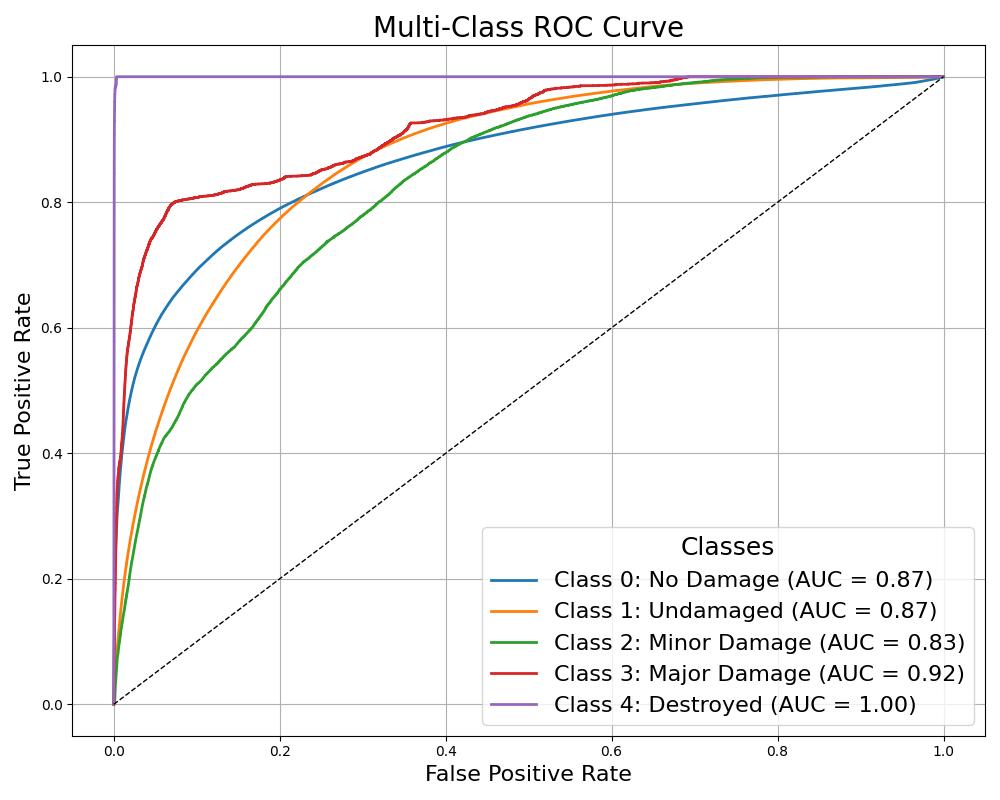 Multi-Class ROC Curve
True Positive Rate
1.0
0.8
0.6
0.4
0.2
0.0
Classes
Class 0: No Damage (AUC = 0.87)
Class 1: Undamaged (AUC = 0.87)
Class 2: Minor Damage (AUC = 0.83)
Class 3: Major Damage (AUC = 0.92)
Class 4: Destroyed (AUC = 1.00)
0.0 0.2 0.4 0.6 0.8 1.0
False Positive Rate